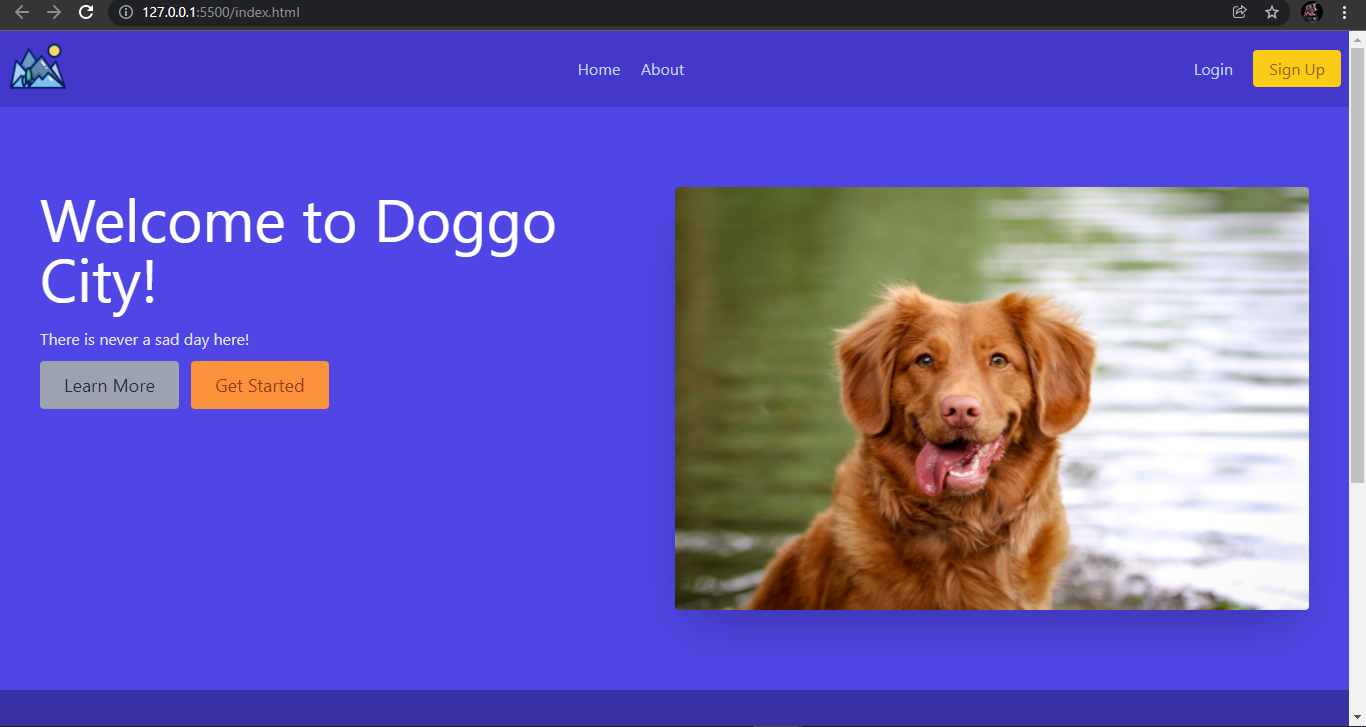 127.0.0.1:5500/index.html
Home About Login Sign Up
Welcome to Doggo
City!
There is never a sad day here!
Learn More Get Started